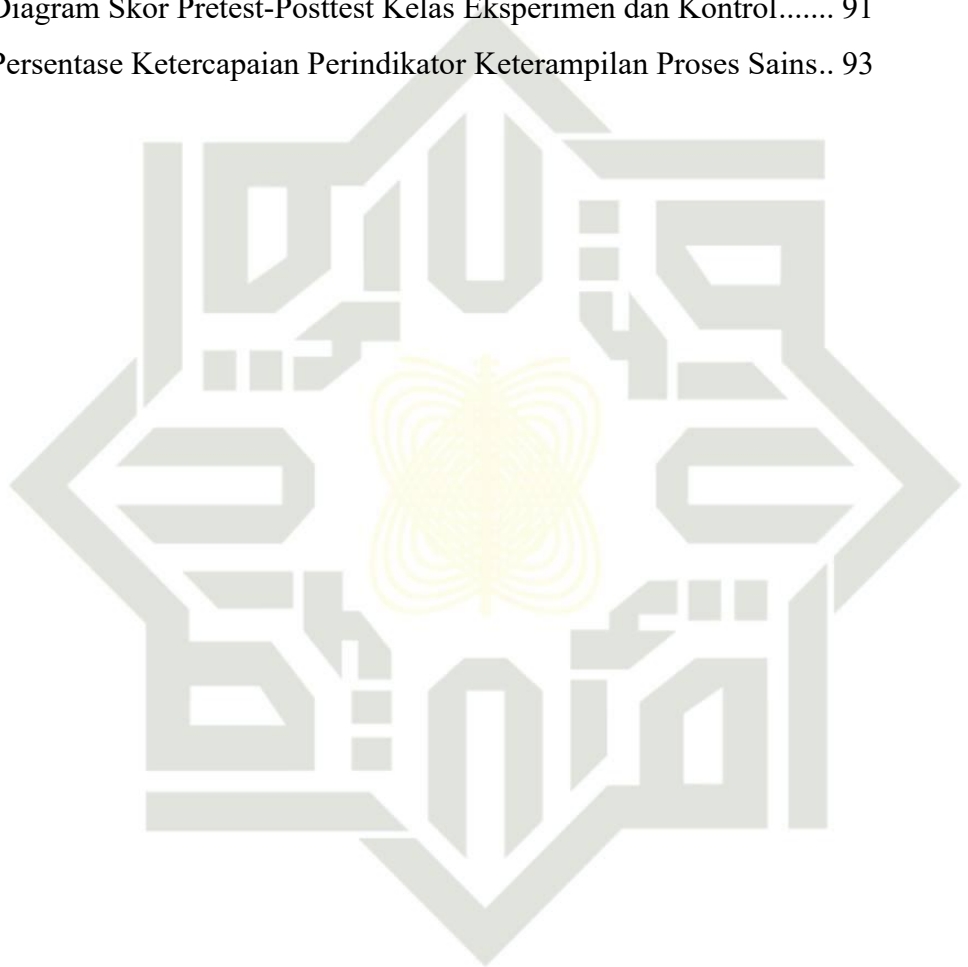 Diagram Skor Pretest-Posttest Kelas Eksperimen dan Kontrol....... 91
Persentase Ketercapaian Perindikator Keterampilan Proses Sains.. 93